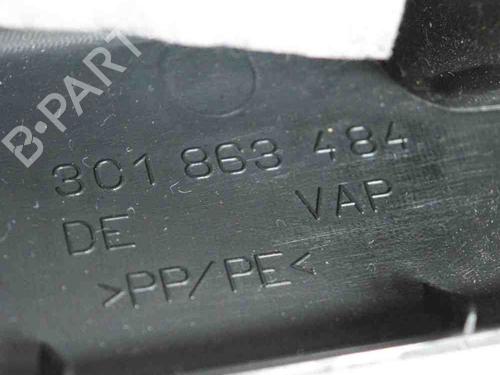 B-PART
3C1 863 484
DE VAP
>PP/PE<